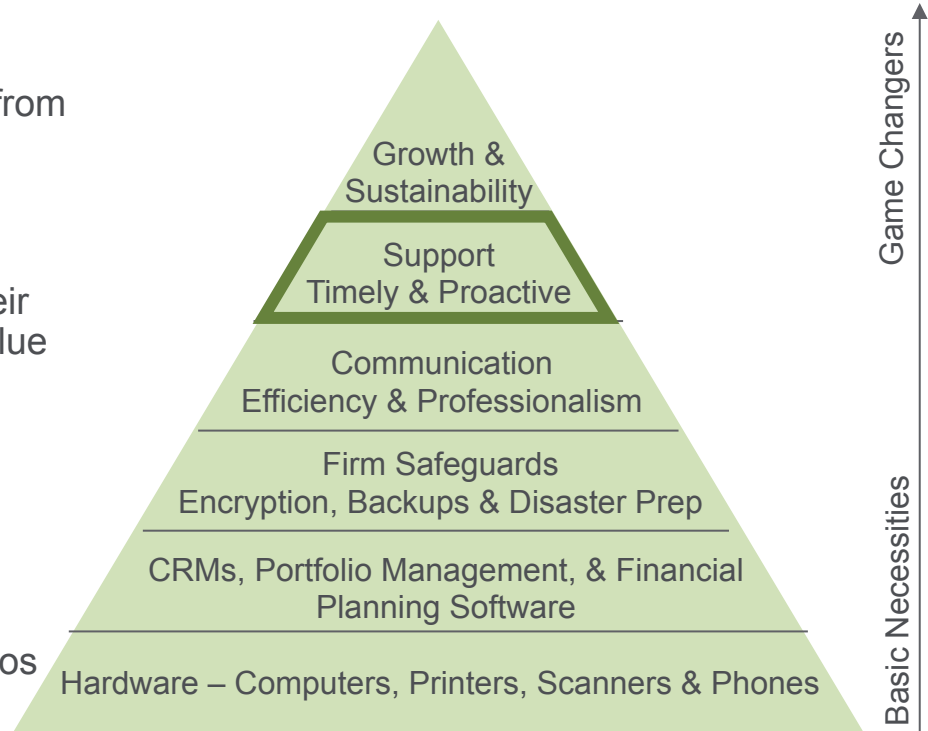 from
eir
lue
os
Growth &
Sustainability
Support
Timely & Proactive
Communication
Efficiency & Professionalism
Firm Safeguards
Encryption, Backups & Disaster Prep
CRMs, Portfolio Management, & Financial
Planning Software
Hardware – Computers, Printers, Scanners & Phones
Game Changers
Basic Necessities